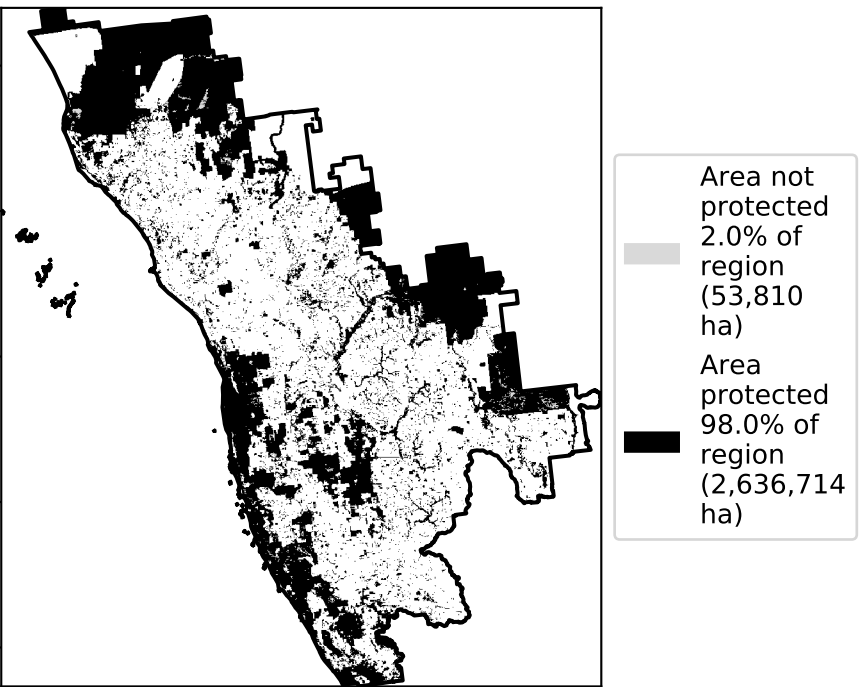 Area not
protected
2.0% of
region
(53,810
ha)
Area
protected
98.0% of
region
(2,636,714
ha)